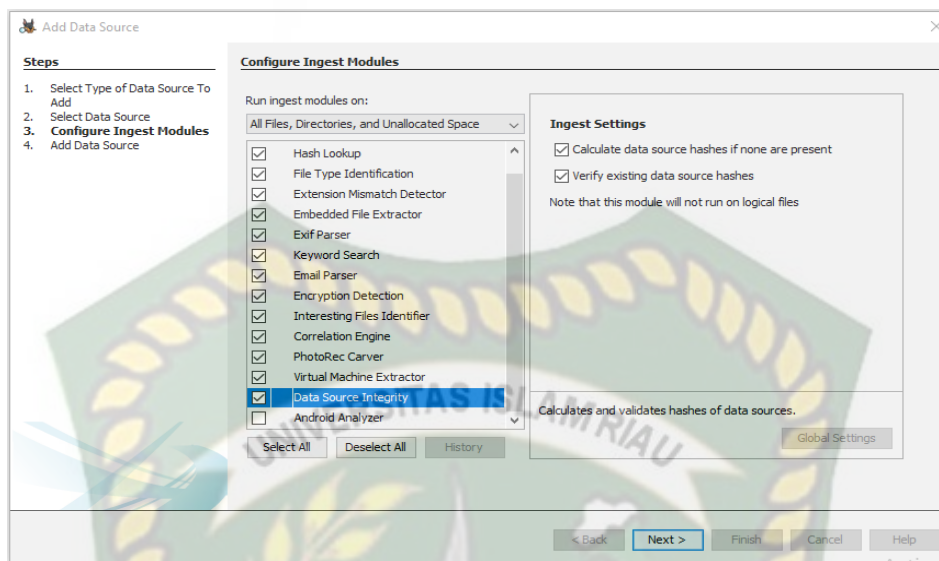 Add Data Source
Steps
1. Select Type of Data Source To
Add
2. Select Data Source
3. Configure Ingest Modules
4. Add Data Source
Configure Ingest Modules
Run ingest modules on:
All Files, Directories, and Unallocated Space
Hash Lookup
File Type Identification
Extension Mismatch Detector
Embedded File Extractor
Exif Parser
Keyword Search
Email Parser
Encryption Detection
Interesting Files Identifier
Correlation Engine
PhotoRec Carver
Virtual Machine Extractor
Data Source Integrity
Android Analyzer
Select All
Deselect All
History
Ingest Settings
Calculate data source hashes if none are present
Verify existing data source hashes
Note that this module will not run on logical files
Calculates and validates hashes of data sources.
Global Settings
UNIVERSITAS ISLAM RIAU
< Back
Next >
Finish
Cancel
Help